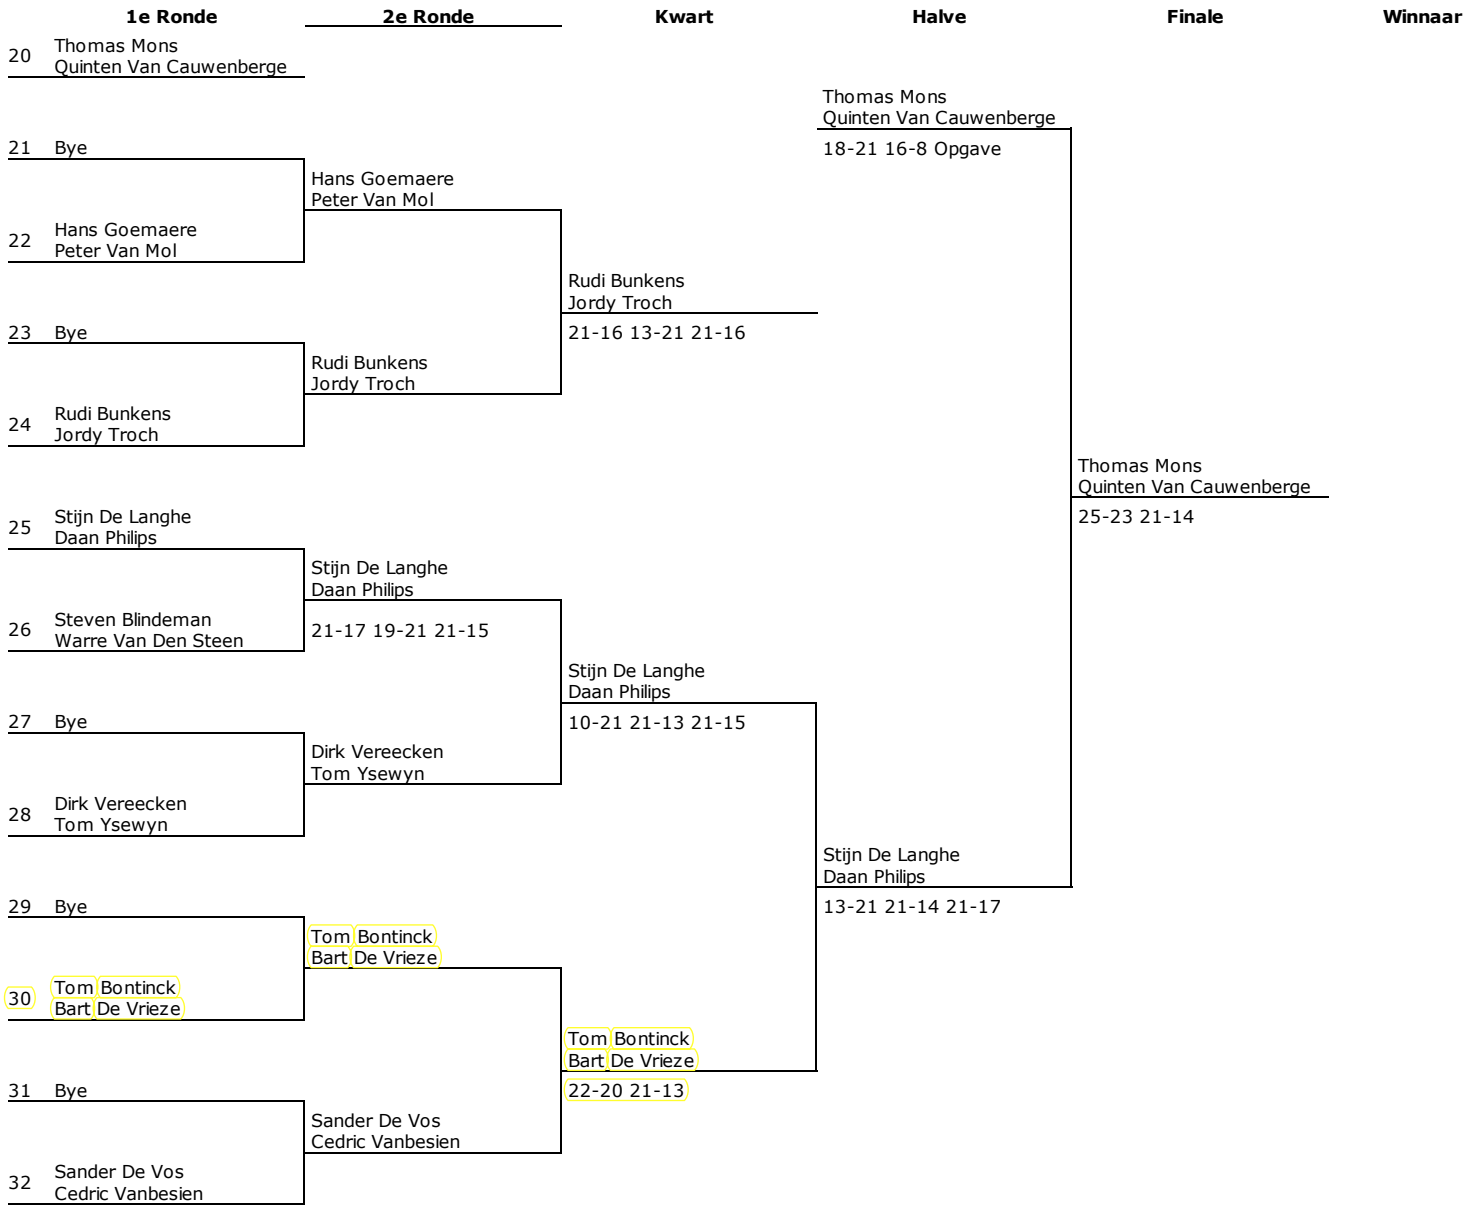 1e Ronde 2e Ronde Kwart Halve Finale Winnaar
20 Thomas Mons
Quinten Van Cauwenberge
Thomas Mons
Quinten Van Cauwenberge
18-21 16-8 Opgave
21 Bye
Hans Goemaere
Peter Van Mol
22 Hans Goemaere
Peter Van Mol
Rudi Bunkens
Jordy Troch
21-16 13-21 21-16
23 Bye
Rudi Bunkens
Jordy Troch
24 Rudi Bunkens
Jordy Troch
Thomas Mons
Quinten Van Cauwenberge
25-23 21-14
25 Stijn De Langhe
Daan Philips
Stijn De Langhe
Daan Philips
21-17 19-21 21-15
26 Steven Blindeman
Warre Van Den Steen
Stijn De Langhe
Daan Philips
10-21 21-13 21-15
27 Bye
Dirk Vereecken
Tom Ysewyn
28 Dirk Vereecken
Tom Ysewyn
Stijn De Langhe
Daan Philips
13-21 21-14 21-17
29 Bye
Tom Bontinck
Bart De Vrieze
30 Tom Bontinck
Bart De Vrieze
Tom Bontinck
Bart De Vrieze
22-20 21-13
31 Bye
Sander De Vos
Cedric Vanbesien
32 Sander De Vos
Cedric Vanbesien